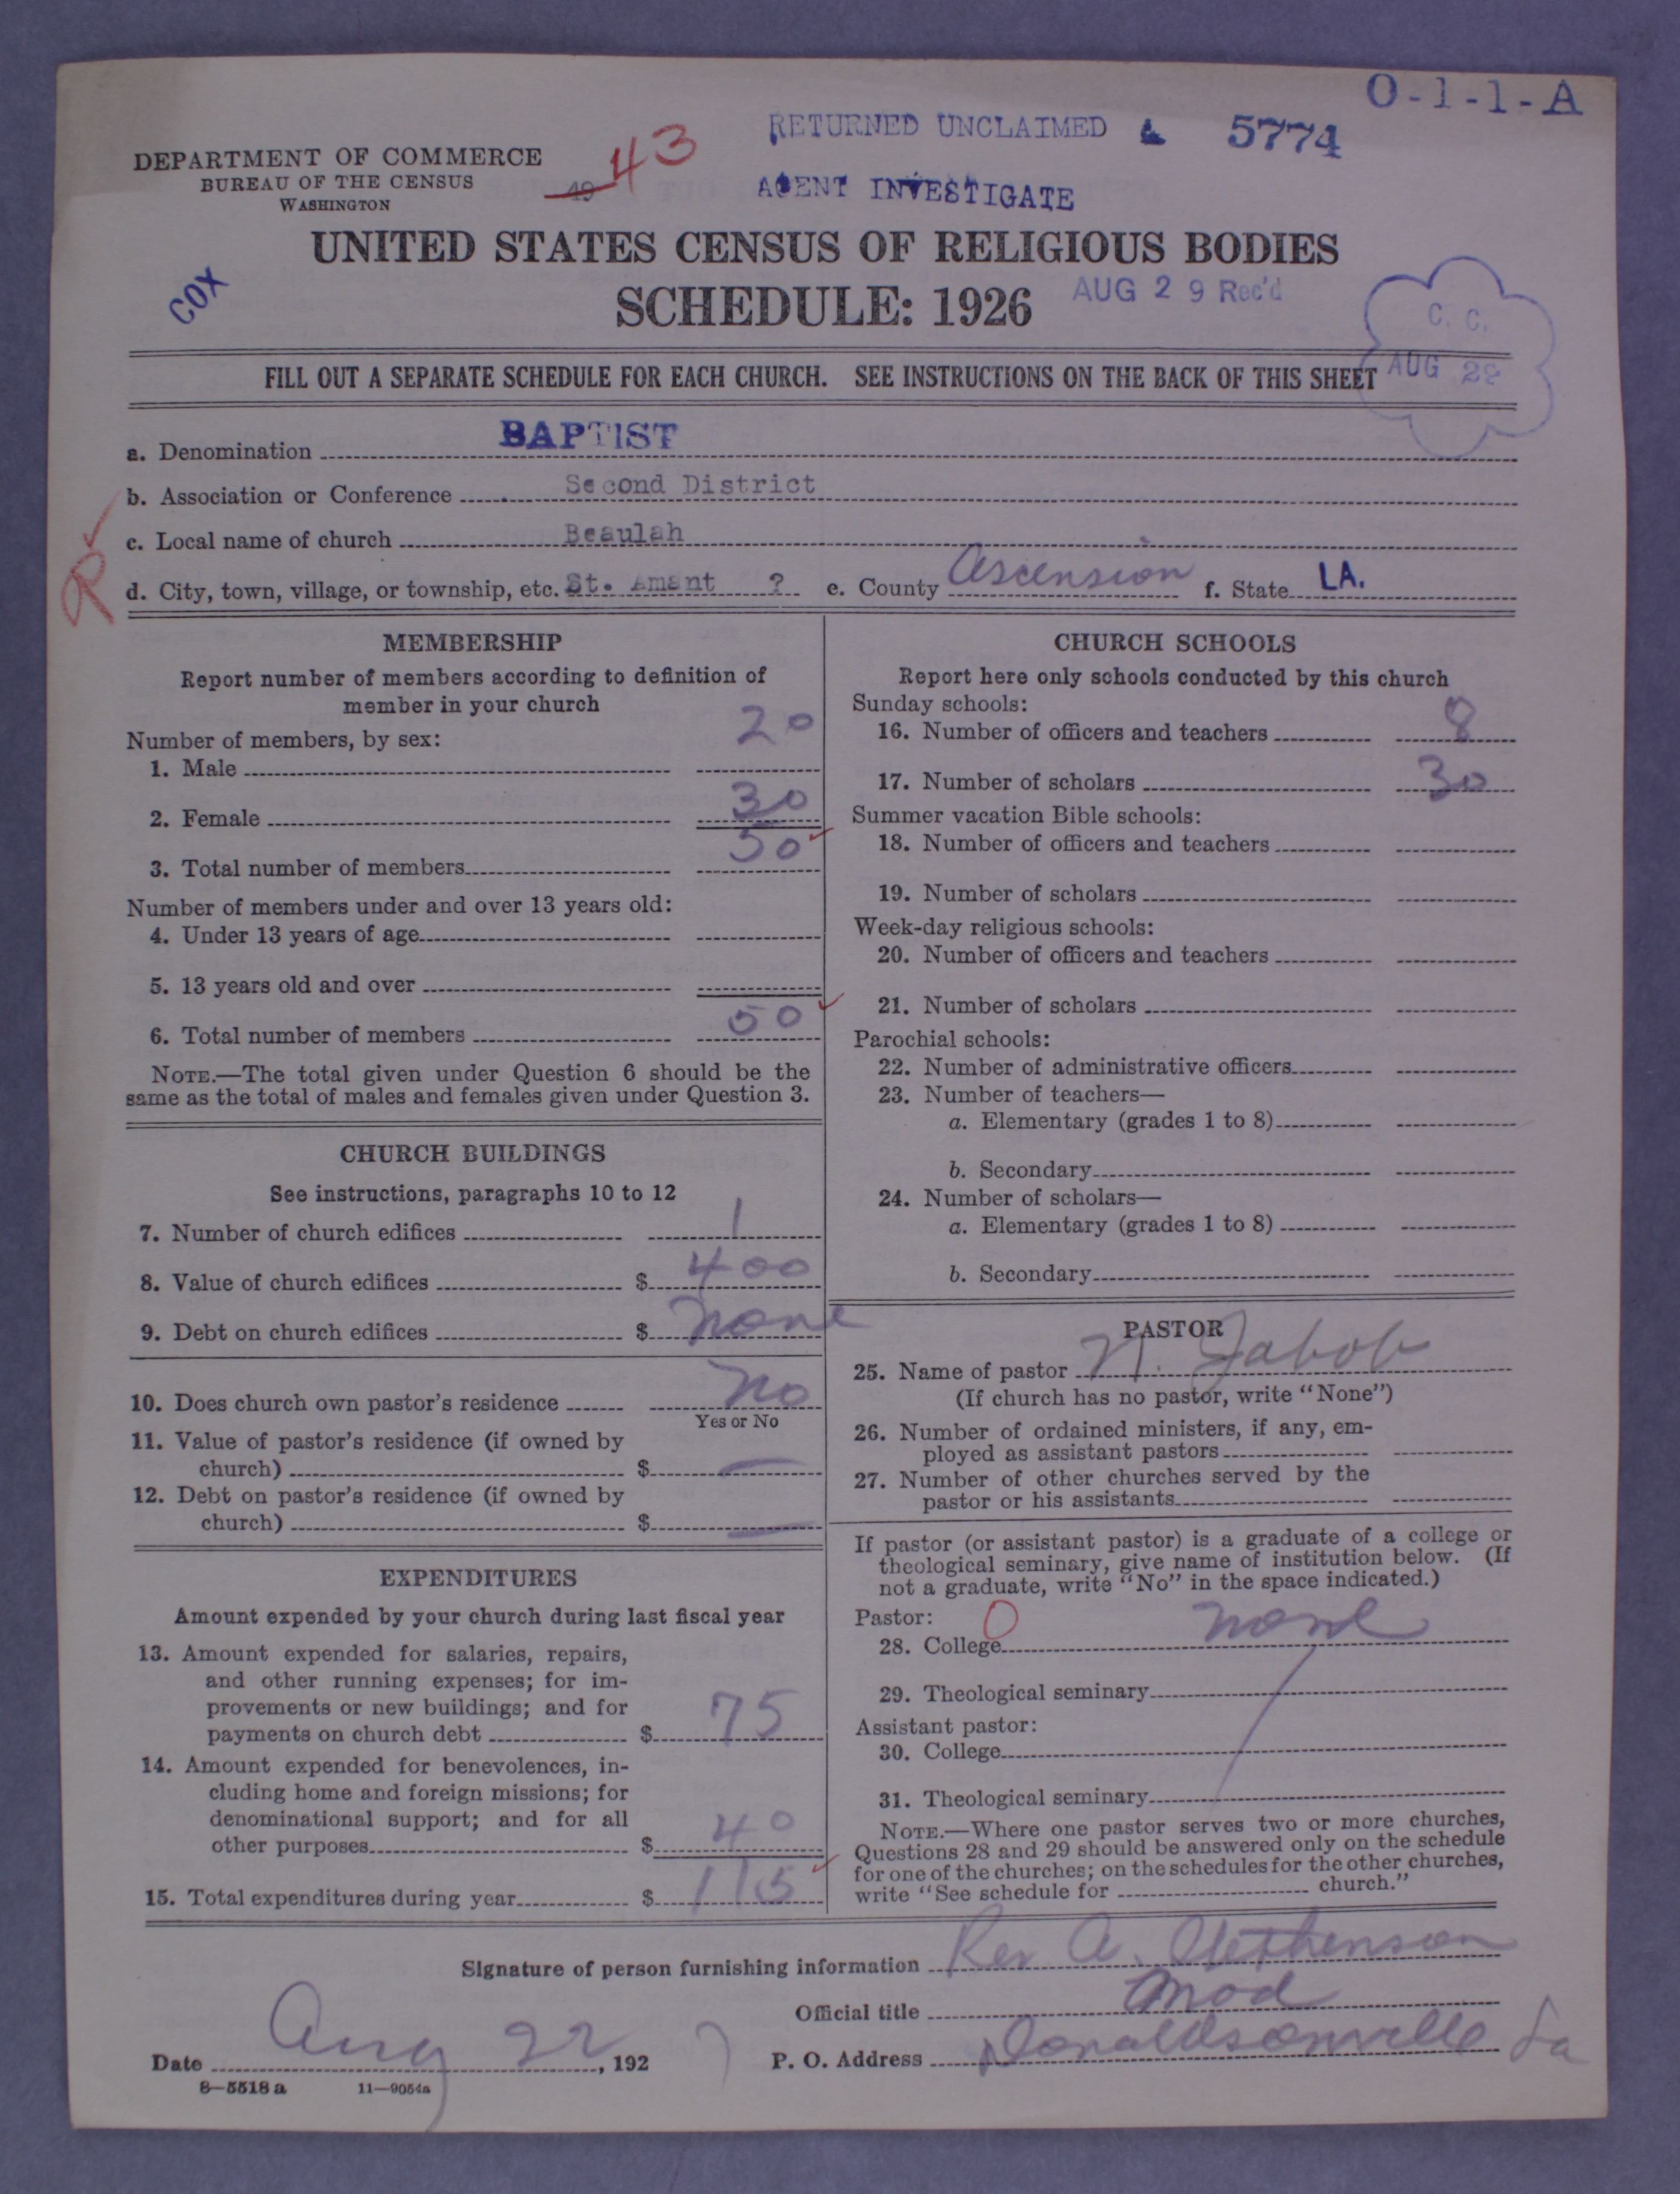 O-1-1-A
RETURNED UNCLAIMED & 5774
DEPARTMENT OF COMMERCE
BUREAU OF THE CENSUS
WASHINGTON
49 43
AGENT INVESTIGATE
UNITED STATES CENSUS OF RELIGIOUS BODIES
COX
SCHEDULE: 1926
AUG 29 Rec'd
C. C.
AUG 29
FILL OUT A SEPARATE SCHEDULE FOR EACH CHURCH. SEE INSTRUCTIONS ON THE BACK OF THIS SHEET
a. Denomination BAPTIST
b. Association or Conference Second District
c. Local name of church Beaulah
R
d. City, town, village, or township, etc. St. Amant ? e. County Ascension f. State LA.
MEMBERSHIP
Report number of members according to definition of
member in your church
Number of members, by sex:
1. Male 20
2. Female 30
3. Total number of members 50
Number of members under and over 13 years old:
4. Under 13 years of age
5. 13 years old and over
6. Total number of members 50
NOTE.—The total given under Question 6 should be the
same as the total of males and females given under Question 3.
CHURCH BUILDINGS
See instructions, paragraphs 10 to 12
7. Number of church edifices 1
8. Value of church edifices $ 400
9. Debt on church edifices $ none
10. Does church own pastor's residence no
Yes or No
11. Value of pastor's residence (if owned by
church) $ —
12. Debt on pastor's residence (if owned by
church) $ —
EXPENDITURES
Amount expended by your church during last fiscal year
13. Amount expended for salaries, repairs,
and other running expenses; for im-
provements or new buildings; and for
payments on church debt $ 75
14. Amount expended for benevolences, in-
cluding home and foreign missions; for
denominational support; and for all
other purposes $ 40
15. Total expenditures during year $ 115
CHURCH SCHOOLS
Report here only schools conducted by this church
Sunday schools:
16. Number of officers and teachers 8
17. Number of scholars 30
Summer vacation Bible schools:
18. Number of officers and teachers
19. Number of scholars
Week-day religious schools:
20. Number of officers and teachers
21. Number of scholars
Parochial schools:
22. Number of administrative officers
23. Number of teachers—
a. Elementary (grades 1 to 8)
b. Secondary
24. Number of scholars—
a. Elementary (grades 1 to 8)
b. Secondary
PASTOR
25. Name of pastor N. Jabob
(If church has no pastor, write "None")
26. Number of ordained ministers, if any, em-
ployed as assistant pastors
27. Number of other churches served by the
pastor or his assistants
If pastor (or assistant pastor) is a graduate of a college or
theological seminary, give name of institution below. (If
not a graduate, write "No" in the space indicated.)
Pastor: 0
28. College none
29. Theological seminary
Assistant pastor:
30. College
31. Theological seminary
NOTE.—Where one pastor serves two or more churches,
Questions 28 and 29 should be answered only on the schedule
for one of the churches; on the schedules for the other churches,
write "See schedule for church."
Signature of person furnishing information Rev A. Stephenson
Official title Mod
Date Aug 22, 1927 P. O. Address Donaldsonville La
8—5518 a 11—9054a